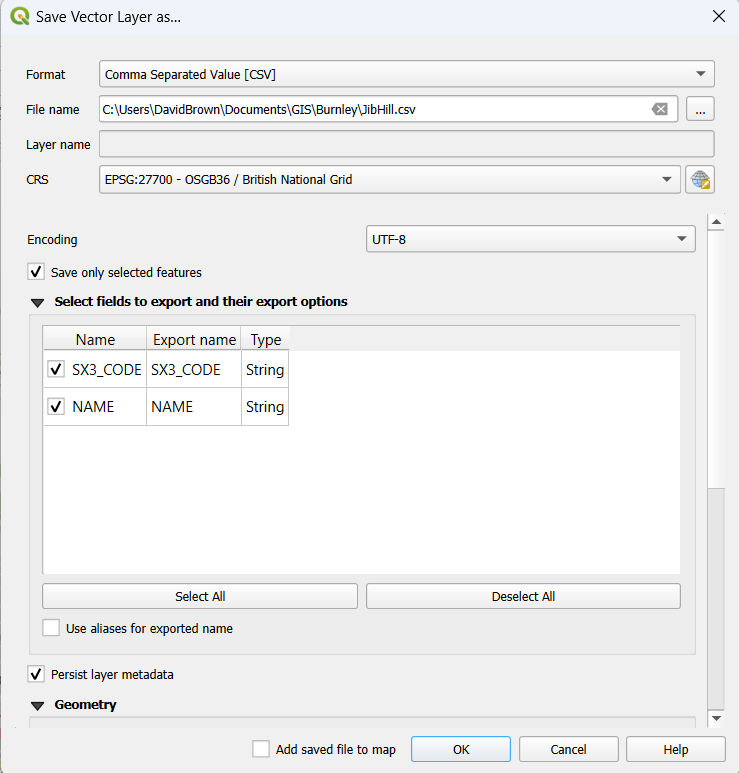 Save Vector Layer as...
Format Comma Separated Value [CSV]
File name C:\Users\DavidBrown\Documents\GIS\Burnley\JibHill.csv ...
Layer name
CRS EPSG:27700 - OSGB36 / British National Grid
Encoding UTF-8
Save only selected features
Select fields to export and their export options
Name Export name Type
SX3_CODE SX3_CODE String
NAME NAME String
Select All Deselect All
Use aliases for exported name
Persist layer metadata
Geometry
Add saved file to map OK Cancel Help